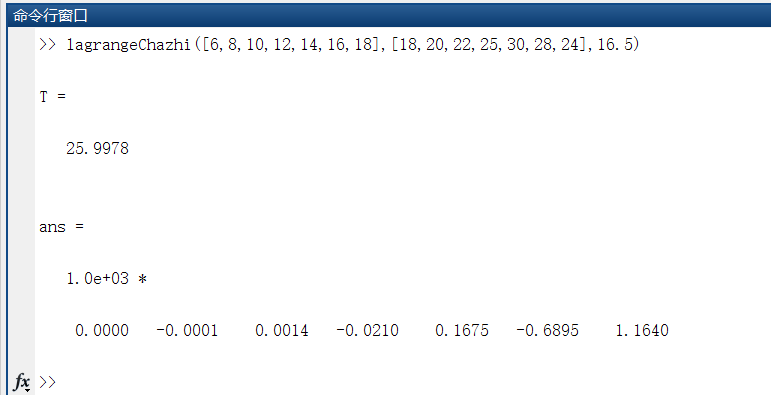 命令行窗口
>> lagrangeChazhi([6,8,10,12,14,16,18],[18,20,22,25,30,28,24],16.5)
T =
25.9978
ans =
1.0e+03 *
0.0000 -0.0001 0.0014 -0.0210 0.1675 -0.6895 1.1640
fx >>